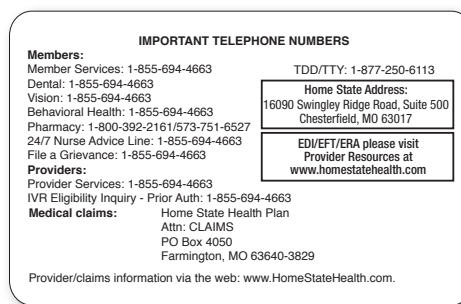 IMPORTANT TELEPHONE NUMBERS
Members:
Member Services: 1-855-694-4663
TDD/TTY: 1-877-250-6113
Dental: 1-855-694-4663
Vision: 1-855-694-4663
Behavioral Health: 1-855-694-4663
Pharmacy: 1-800-392-2161/573-751-6527
24/7 Nurse Advice Line: 1-855-694-4663
File a Grievance: 1-855-694-4663
Home State Address:
16090 Swingley Ridge Road, Suite 500
Chesterfield, MO 63017
EDI/EFT/ERA please visit
Provider Resources at
www.homestatehealth.com
Providers:
Provider Services: 1-855-694-4663
IVR Eligibility Inquiry - Prior Auth: 1-855-694-4663
Medical claims: Home State Health Plan
Attn: CLAIMS
PO Box 4050
Farmington, MO 63640-3829
Provider/claims information via the web: www.HomeStateHealth.com.